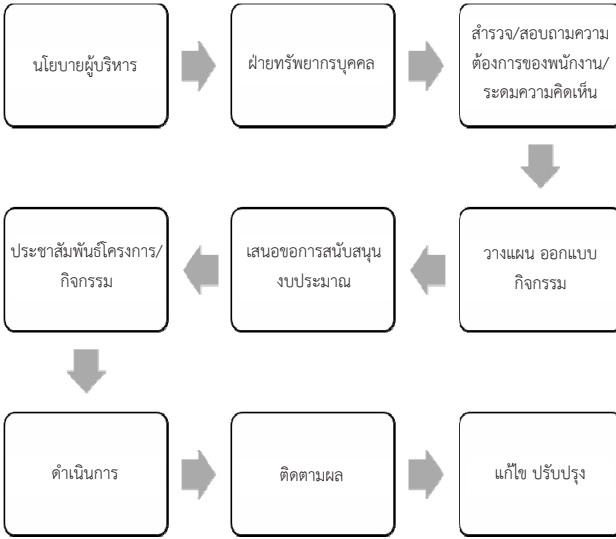 นโยบายผู้บริหาร
ฝ่ายทรัพยากรบุคคล
สำรวจ/สอบถามความ
ต้องการของพนักงาน/
ระดมความคิดเห็น
วางแผน ออกแบบ
กิจกรรม
เสนอขอการสนับสนุน
งบประมาณ
ประชาสัมพันธ์โครงการ/
กิจกรรม
ดำเนินการ
ติดตามผล
แก้ไข ปรับปรุง